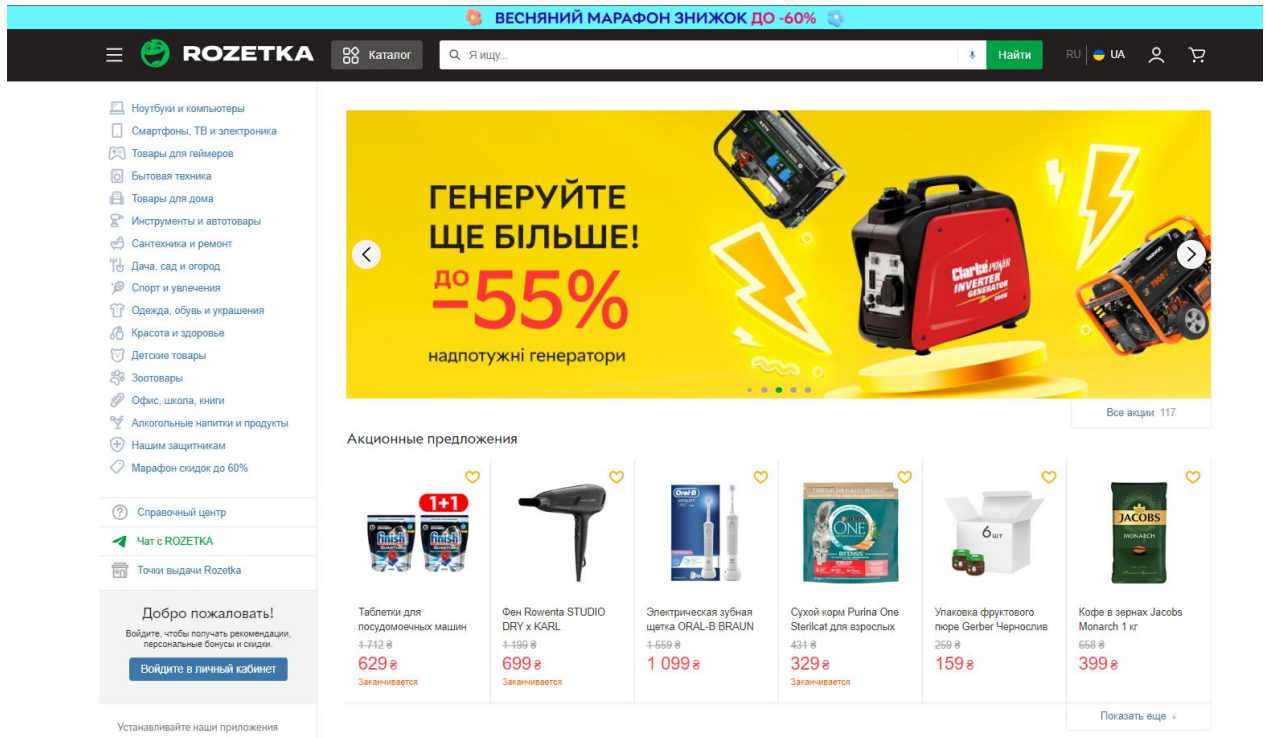 ВЕСНЯНИЙ МАРАФОН ЗНИЖОК ДО -60%
ROZETKA
Каталог
Я ищу...
Найти
RU
UA
Ноутбуки и компьютеры
Смартфоны, ТВ и электроника
Товары для геймеров
Бытовая техника
Товары для дома
Инструменты и автотовары
Сантехника и ремонт
Дача, сад и огород
Спорт и увлечения
Одежда, обувь и украшения
Красота и здоровье
Детские товары
Зоотовары
Офис, школа, книги
Алкогольные напитки и продукты
Нашим защитникам
Марафон скидок до 60%
Справочный центр
Чат с ROZETKA
Точки выдачи Rozetka
Добро пожаловать!
Войдите, чтобы получать рекомендации,
персональные бонусы и скидки.
Войдите в личный кабинет
Устанавливайте наши приложения
ГЕНЕРУЙТЕ
ЩЕ БІЛЬШЕ!
ДО
–55%
надпотужні генератори
Clarke POWER
INVERTER
GENERATOR
Все акции 117
Акционные предложения
1+1
finish
finish
Таблетки для
посудомоечных машин
1 712 ₴
629 ₴
Заканчивается
Фен Rowenta STUDIO
DRY x KARL
1 199 ₴
699 ₴
Заканчивается
Oral-B
VITALITY
Электрическая зубная
щетка ORAL-B BRAUN
1 559 ₴
1 099 ₴
ONE
BIFENSIS
Сухой корм Purina One
Sterilcat для взрослых
431 ₴
329 ₴
Заканчивается
6 шт
Упаковка фруктового
пюре Gerber Чернослив
259 ₴
159 ₴
JACOBS
MONARCH
Кофе в зернах Jacobs
Monarch 1 кг
658 ₴
399 ₴
Показать еще ↓